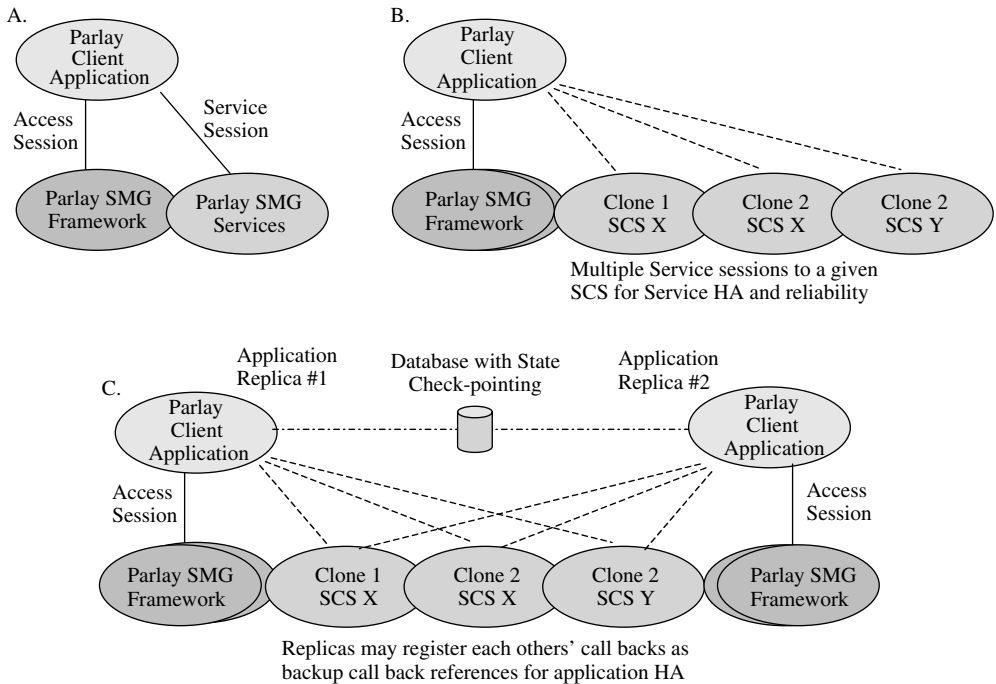 A.
Parlay
Client
Application
Access
Session
Service
Session
Parlay SMG
Framework
Parlay SMG
Services
B.
Parlay
Client
Application
Access
Session
Parlay SMG
Framework
Clone 1
SCS X
Clone 2
SCS X
Clone 2
SCS Y
Multiple Service sessions to a given
SCS for Service HA and reliability
C.
Application
Replica #1
Database with State
Check-pointing
Application
Replica #2
Parlay
Client
Application
Parlay
Client
Application
Access
Session
Access
Session
Parlay SMG
Framework
Clone 1
SCS X
Clone 2
SCS X
Clone 2
SCS Y
Parlay SMG
Framework
Replicas may register each others' call backs as
backup call back references for application HA